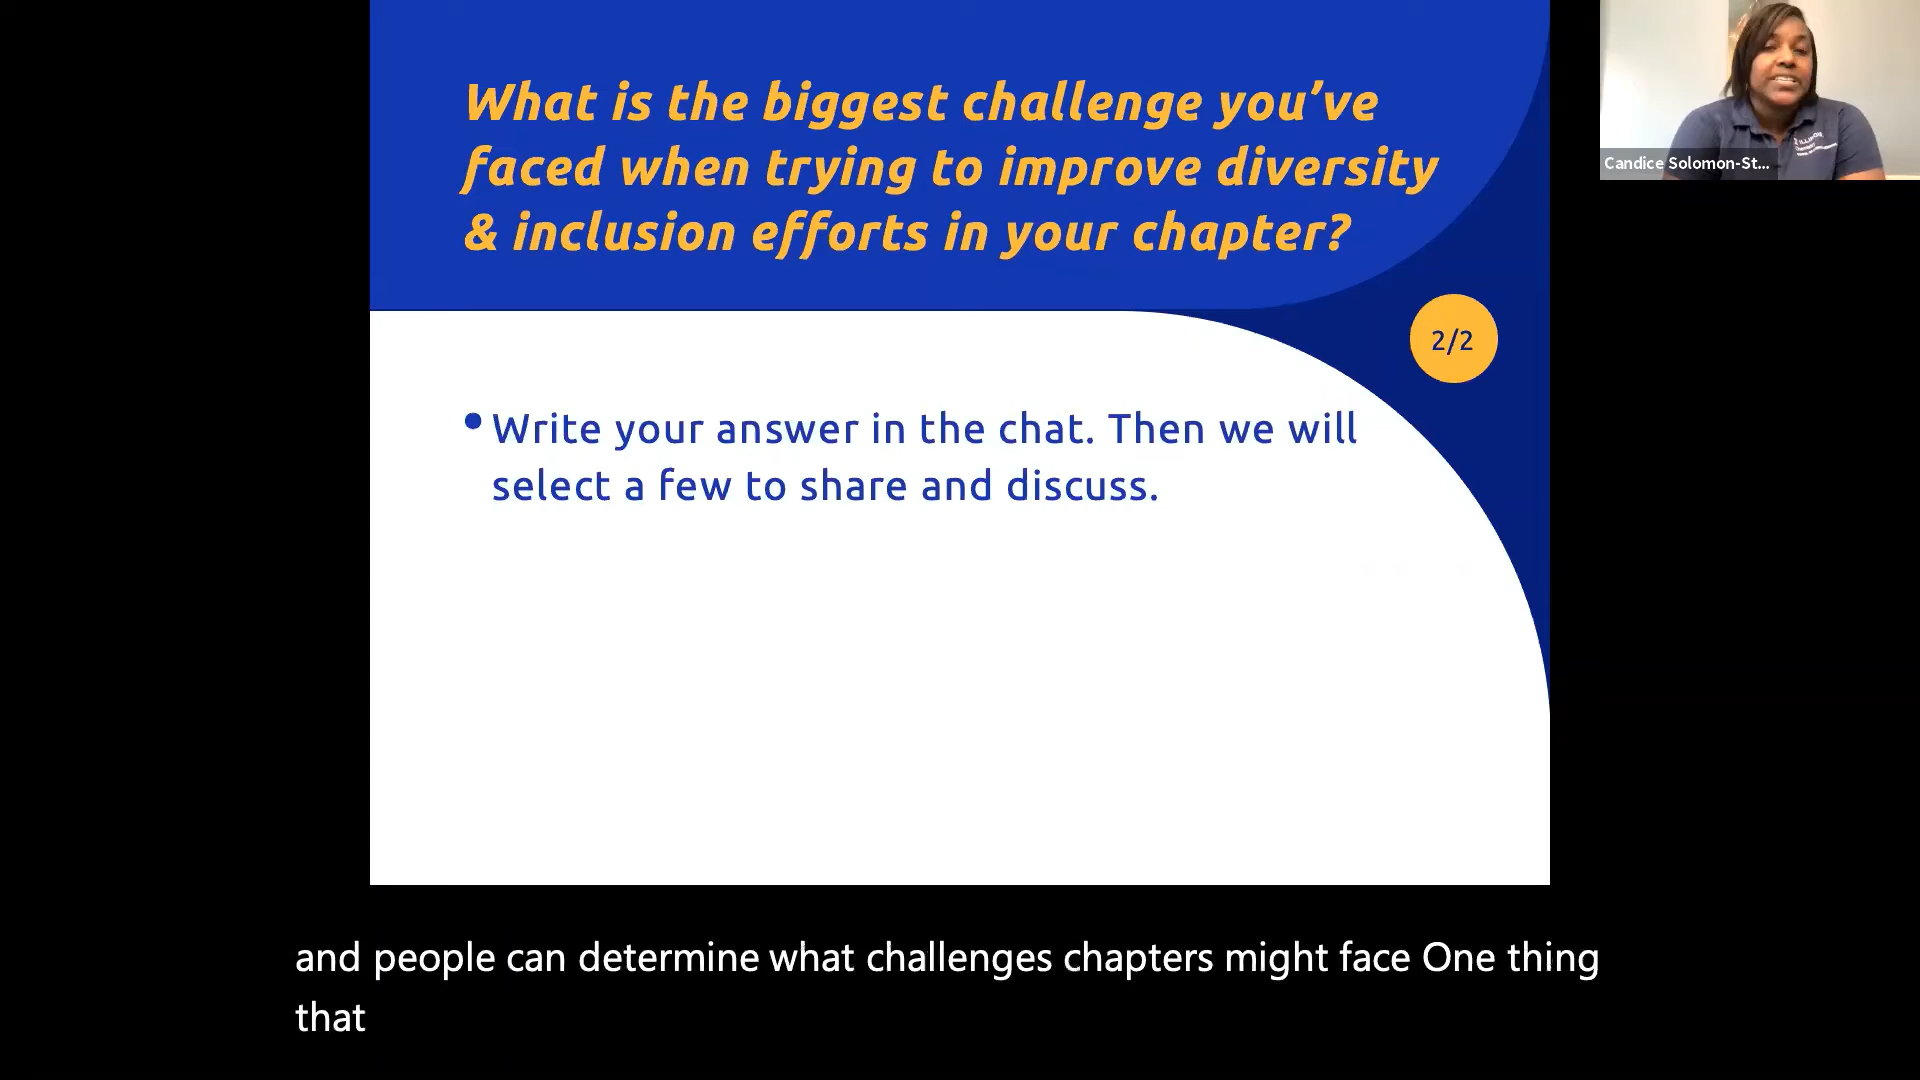 What is the biggest challenge you’ve
faced when trying to improve diversity
& inclusion efforts in your chapter?
2/2
• Write your answer in the chat. Then we will
select a few to share and discuss.
Candice Solomon-St...
ILLINOIS
and people can determine what challenges chapters might face One thing
that